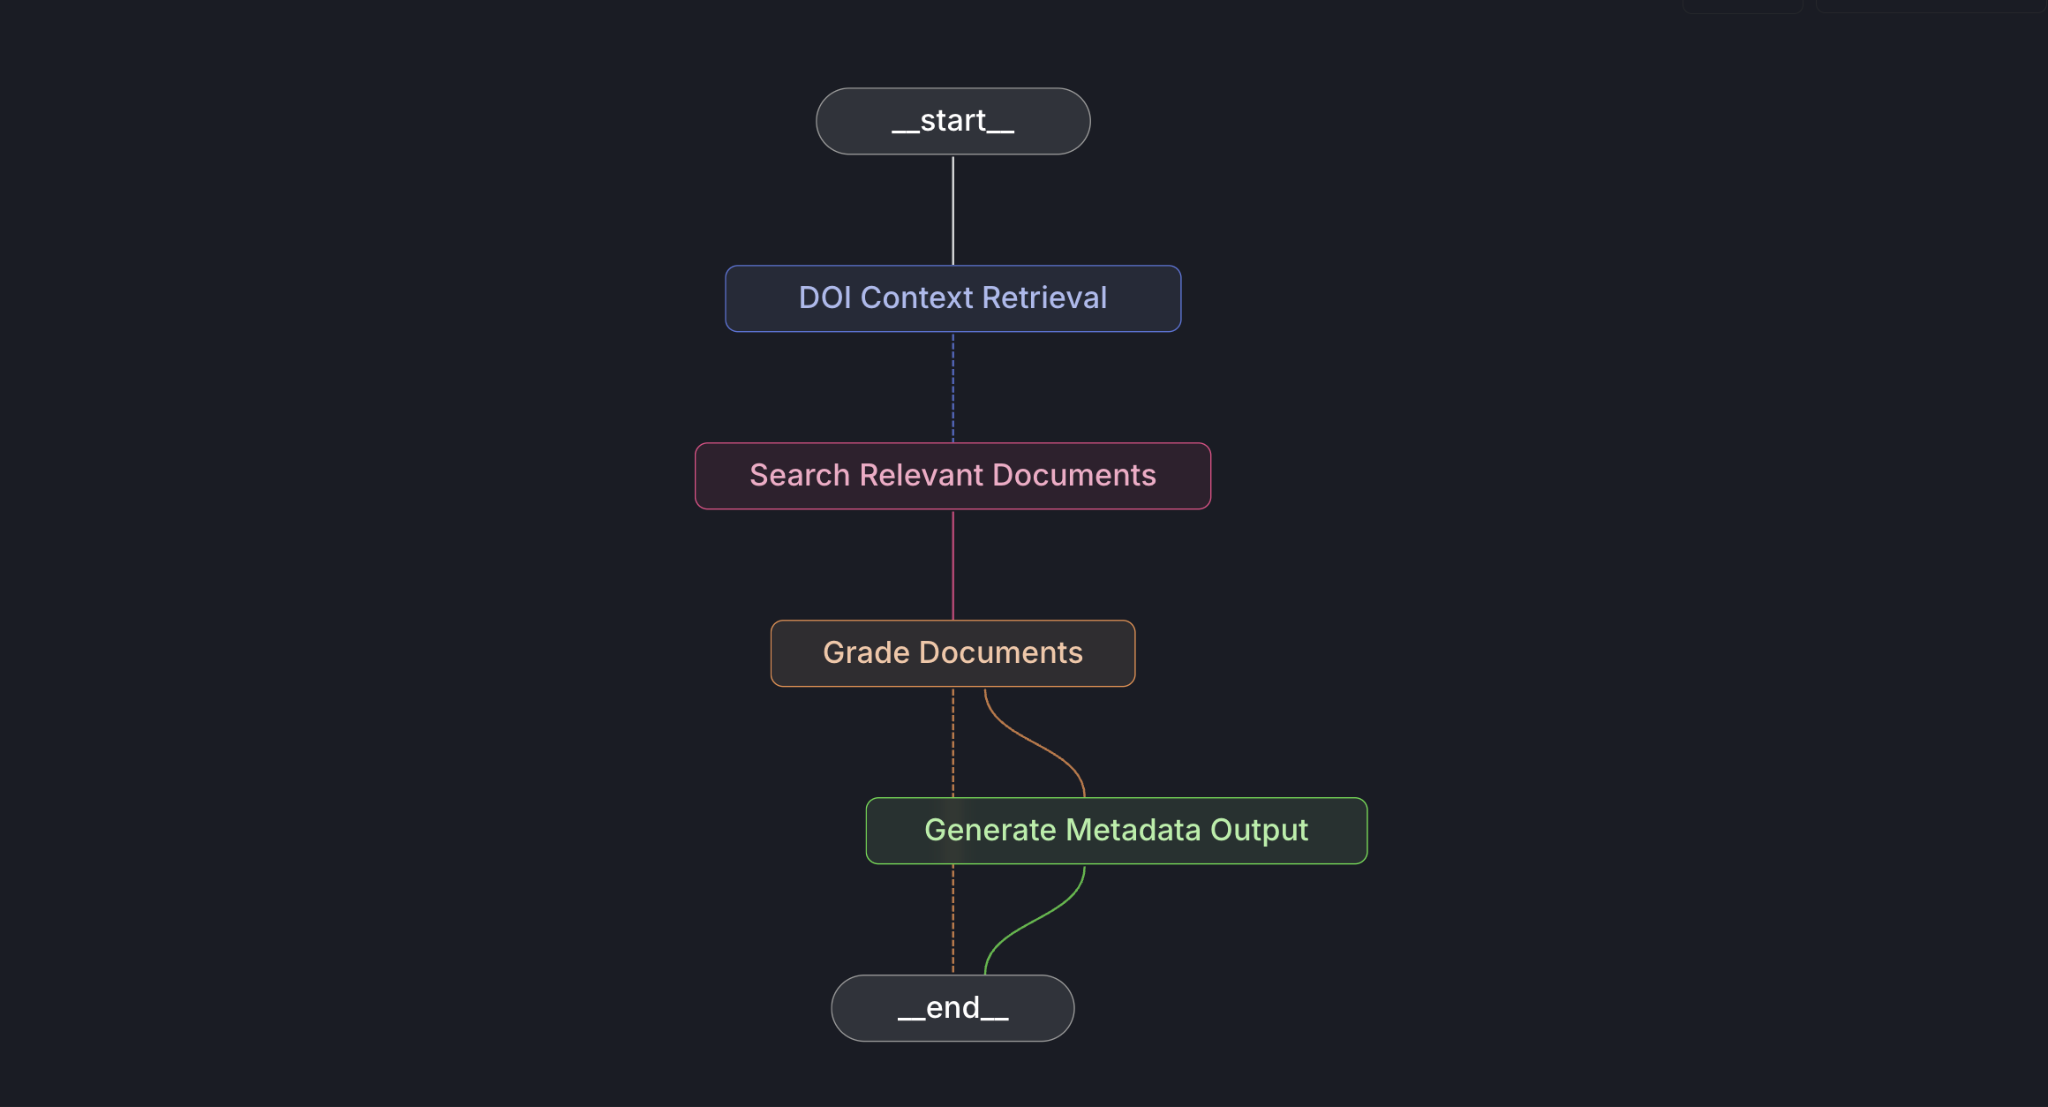 __start__
DOI Context Retrieval
Search Relevant Documents
Grade Documents
Generate Metadata Output
__end__